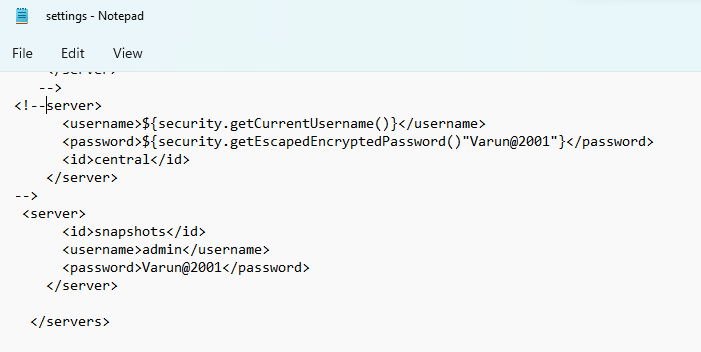 settings - Notepad
File Edit View
</server>
-->
<!--server>
<username>${security.getCurrentUsername()}</username>
<password>${security.getEscapedEncryptedPassword()"Varun@2001"}</password>
<id>central</id>
</server>
-->
<server>
<id>snapshots</id>
<username>admin</username>
<password>Varun@2001</password>
</server>
</servers>